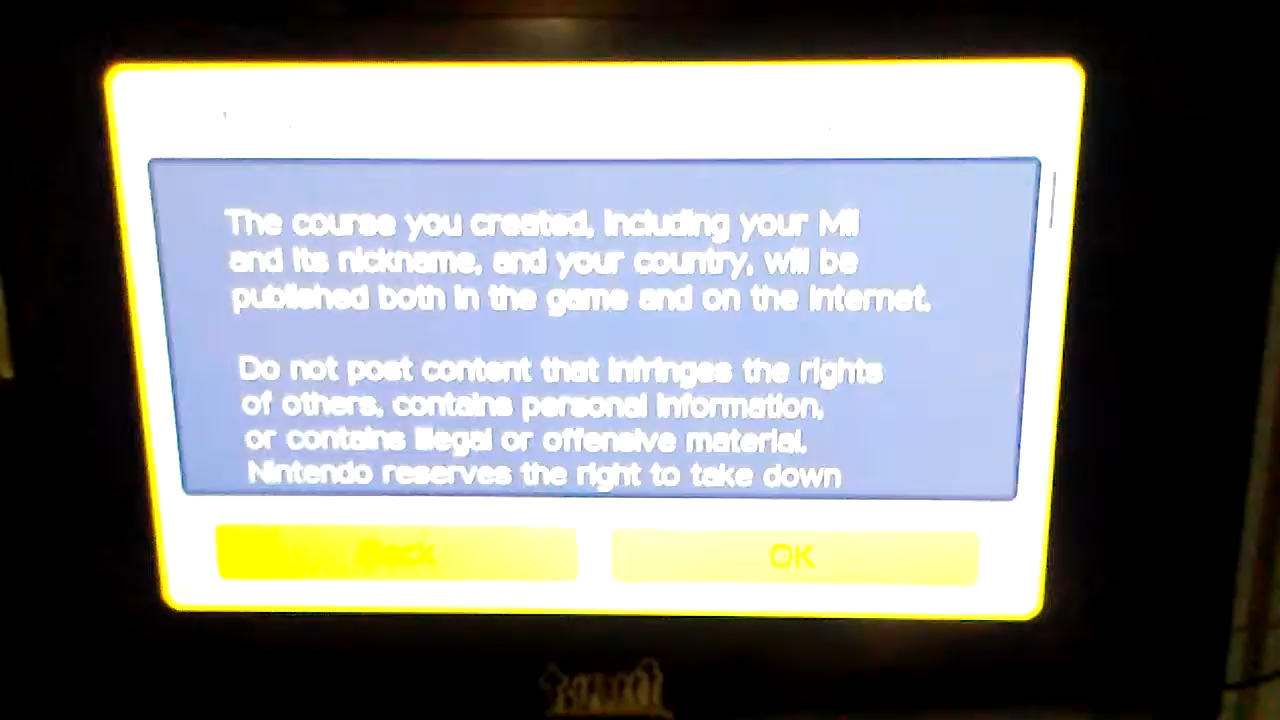 The course you created, including your Mii
and its nickname, and your country, will be
published both in the game and on the Internet.
Do not post content that infringes the rights
of others, contains personal information,
or contains illegal or offensive material.
Nintendo reserves the right to take down
Back
OK